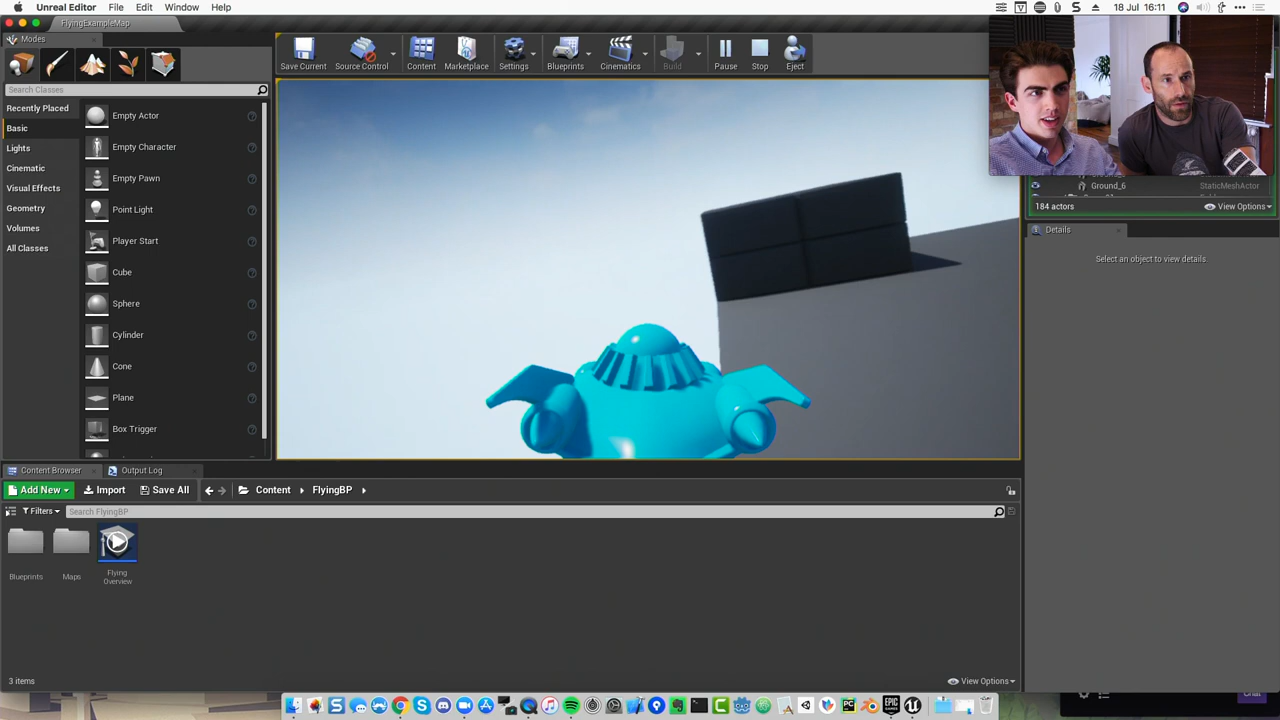 Unreal Editor File Edit Window Help
18 Jul 16:11
FlyingExampleMap
Modes
Save Current Source Control Content Marketplace Settings Blueprints Cinematics Build Pause Stop Eject
Search Classes
Recently Placed
Basic
Lights
Cinematic
Visual Effects
Geometry
Volumes
All Classes
Empty Actor
Empty Character
Empty Pawn
Point Light
Player Start
Cube
Sphere
Cylinder
Cone
Plane
Box Trigger
Ground_6 StaticMeshActor
184 actors View Options
Details
Select an object to view details.
Content Browser Output Log
Add New Import Save All Content FlyingBP
Filters Search FlyingBP
Blueprints Maps Flying
Overview
3 items View Options
Chat